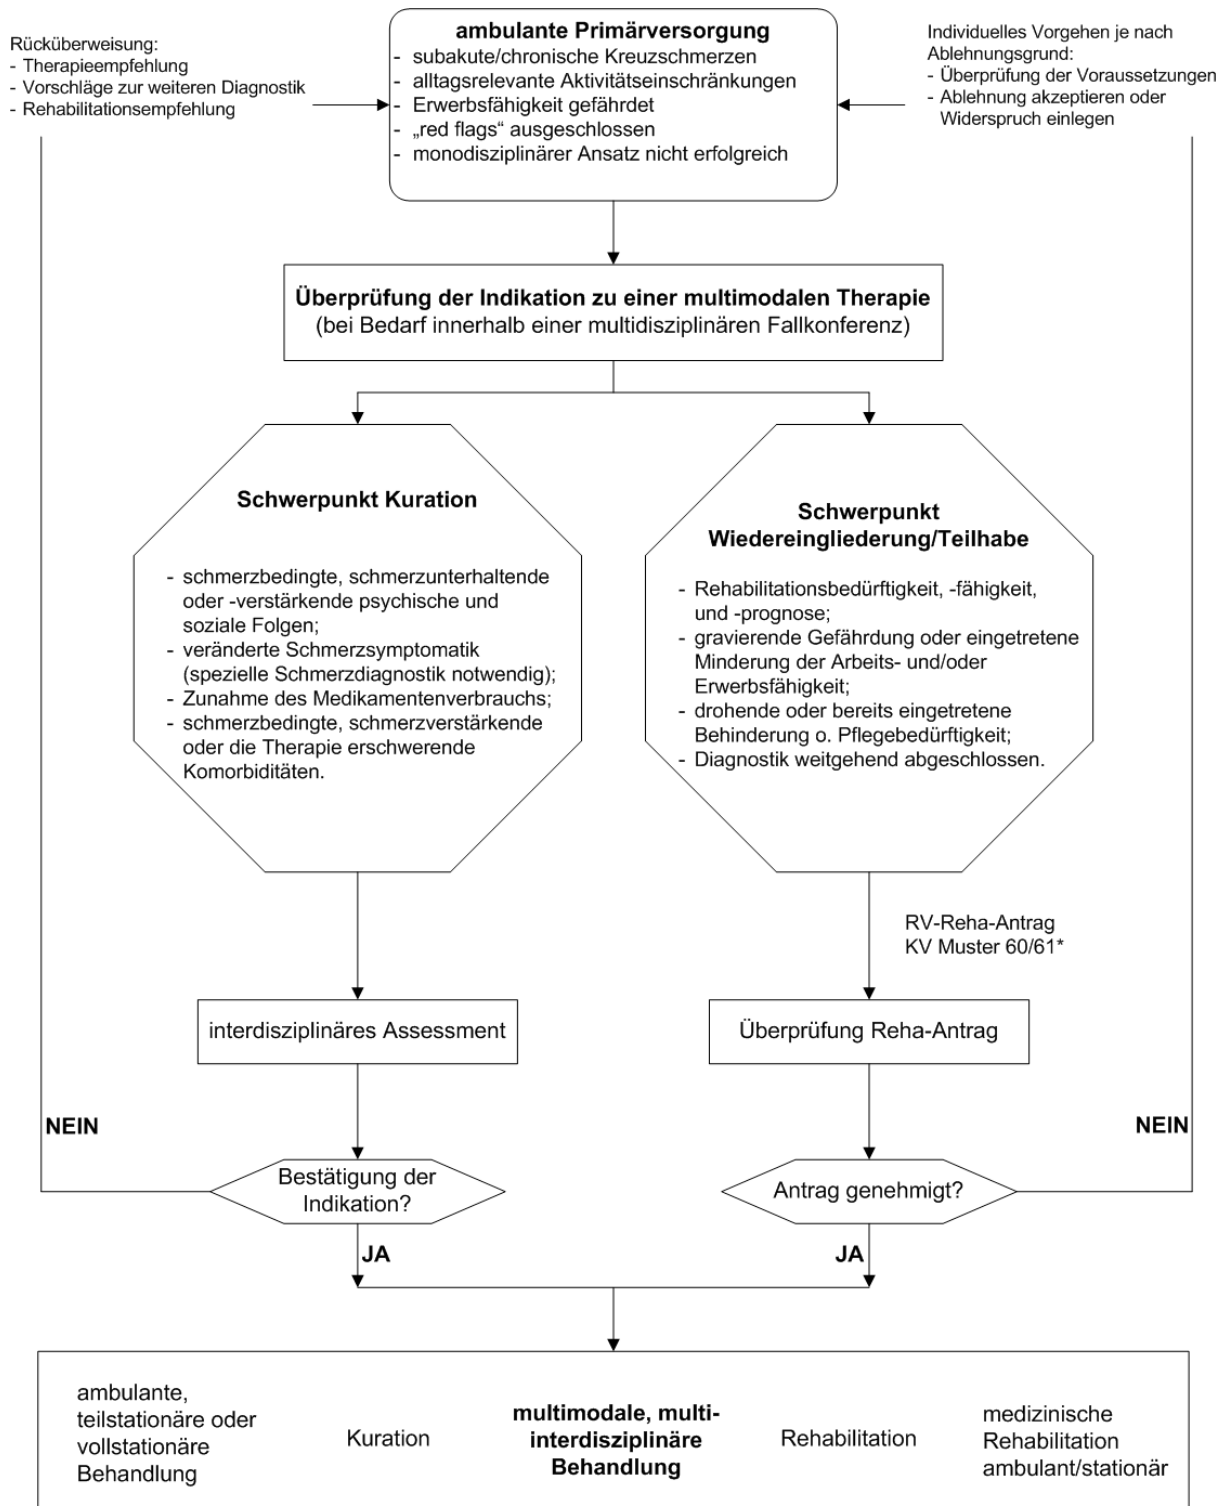 Rücküberweisung:
- Therapieempfehlung
- Vorschläge zur weiteren Diagnostik
- Rehabilitationsempfehlung
ambulante Primärversorgung
- subakute/chronische Kreuzschmerzen
- alltagsrelevante Aktivitätseinschränkungen
- Erwerbsfähigkeit gefährdet
- „red flags“ ausgeschlossen
- monodisziplinärer Ansatz nicht erfolgreich
Individuelles Vorgehen je nach
Ablehnungsgrund:
- Überprüfung der Voraussetzungen
- Ablehnung akzeptieren oder
Widerspruch einlegen
Überprüfung der Indikation zu einer multimodalen Therapie
(bei Bedarf innerhalb einer multidisziplinären Fallkonferenz)
Schwerpunkt Kuration
- schmerzbedingte, schmerzunterhaltende
oder -verstärkende psychische und
soziale Folgen;
- veränderte Schmerzsymptomatik
(spezielle Schmerzdiagnostik notwendig);
- Zunahme des Medikamentenverbrauchs;
- schmerzbedingte, schmerzverstärkende
oder die Therapie erschwerende
Komorbiditäten.
Schwerpunkt
Wiedereingliederung/Teilhabe
- Rehabilitationsbedürftigkeit, -fähigkeit,
und -prognose;
- gravierende Gefährdung oder eingetretene
Minderung der Arbeits- und/oder
Erwerbsfähigkeit;
- drohende oder bereits eingetretene
Behinderung o. Pflegebedürftigkeit;
- Diagnostik weitgehend abgeschlossen.
RV-Reha-Antrag
KV Muster 60/61*
interdisziplinäres Assessment
Überprüfung Reha-Antrag
NEIN
NEIN
Bestätigung der
Indikation?
Antrag genehmigt?
JA
JA
ambulante,
teilstationäre oder
vollstationäre
Behandlung
Kuration
multimodale, multi-
interdisziplinäre
Behandlung
Rehabilitation
medizinische
Rehabilitation
ambulant/stationär